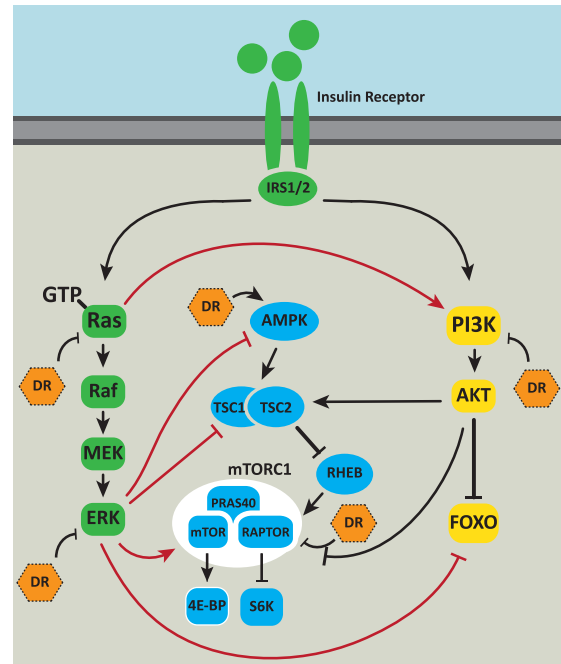 Insulin Receptor
IRS1/2
GTP
Ras
DR
AMPK
PI3K
DR
Raf
DR
AKT
TSC1
TSC2
MEK
mTORC1
RHEB
PRAS40
ERK
mTOR
RAPTOR
DR
FOXO
DR
4E-BP
S6K